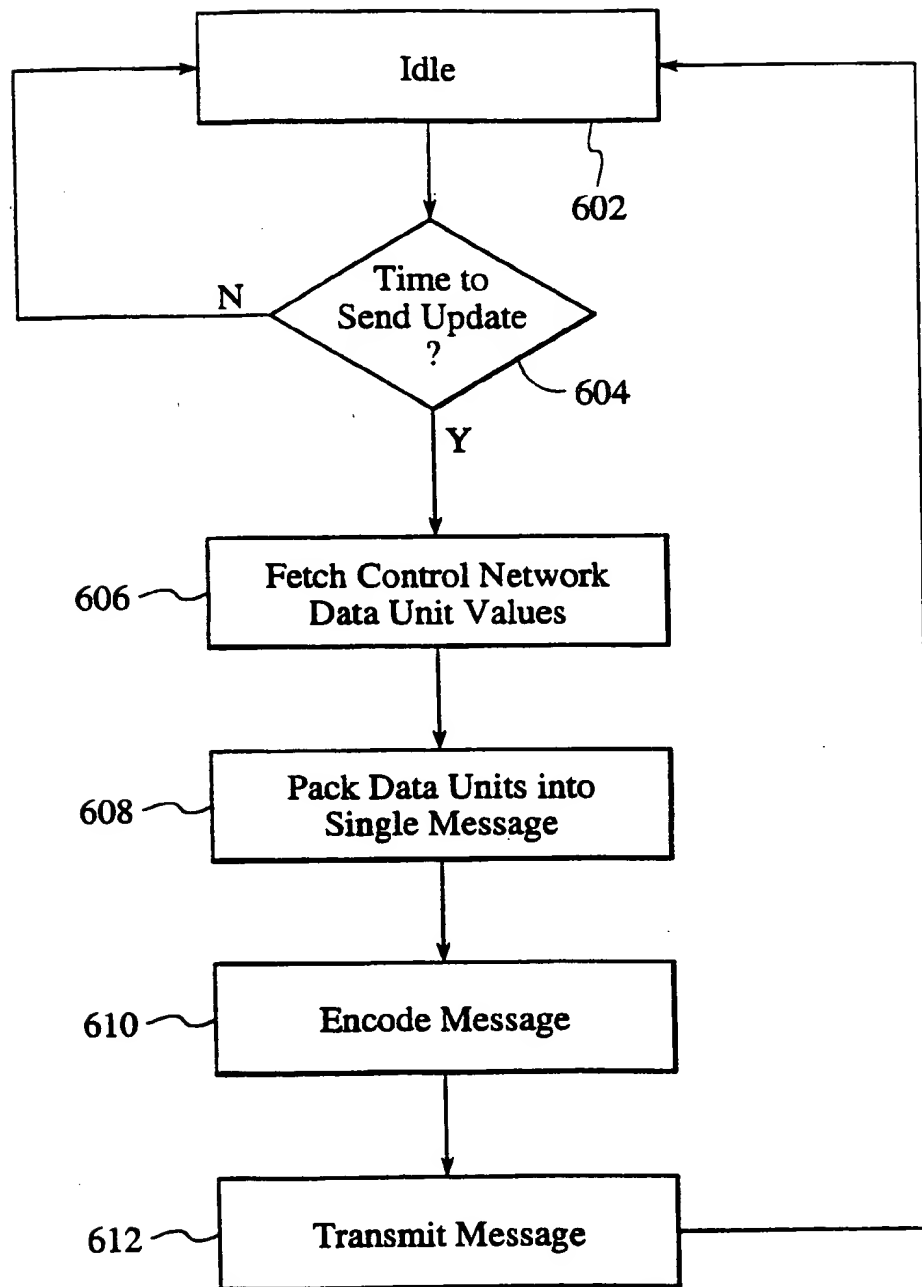 Idle
602
Time to
Send Update
?
604
N
Y
606
Fetch Control Network
Data Unit Values
608
Pack Data Units into
Single Message
610
Encode Message
612
Transmit Message